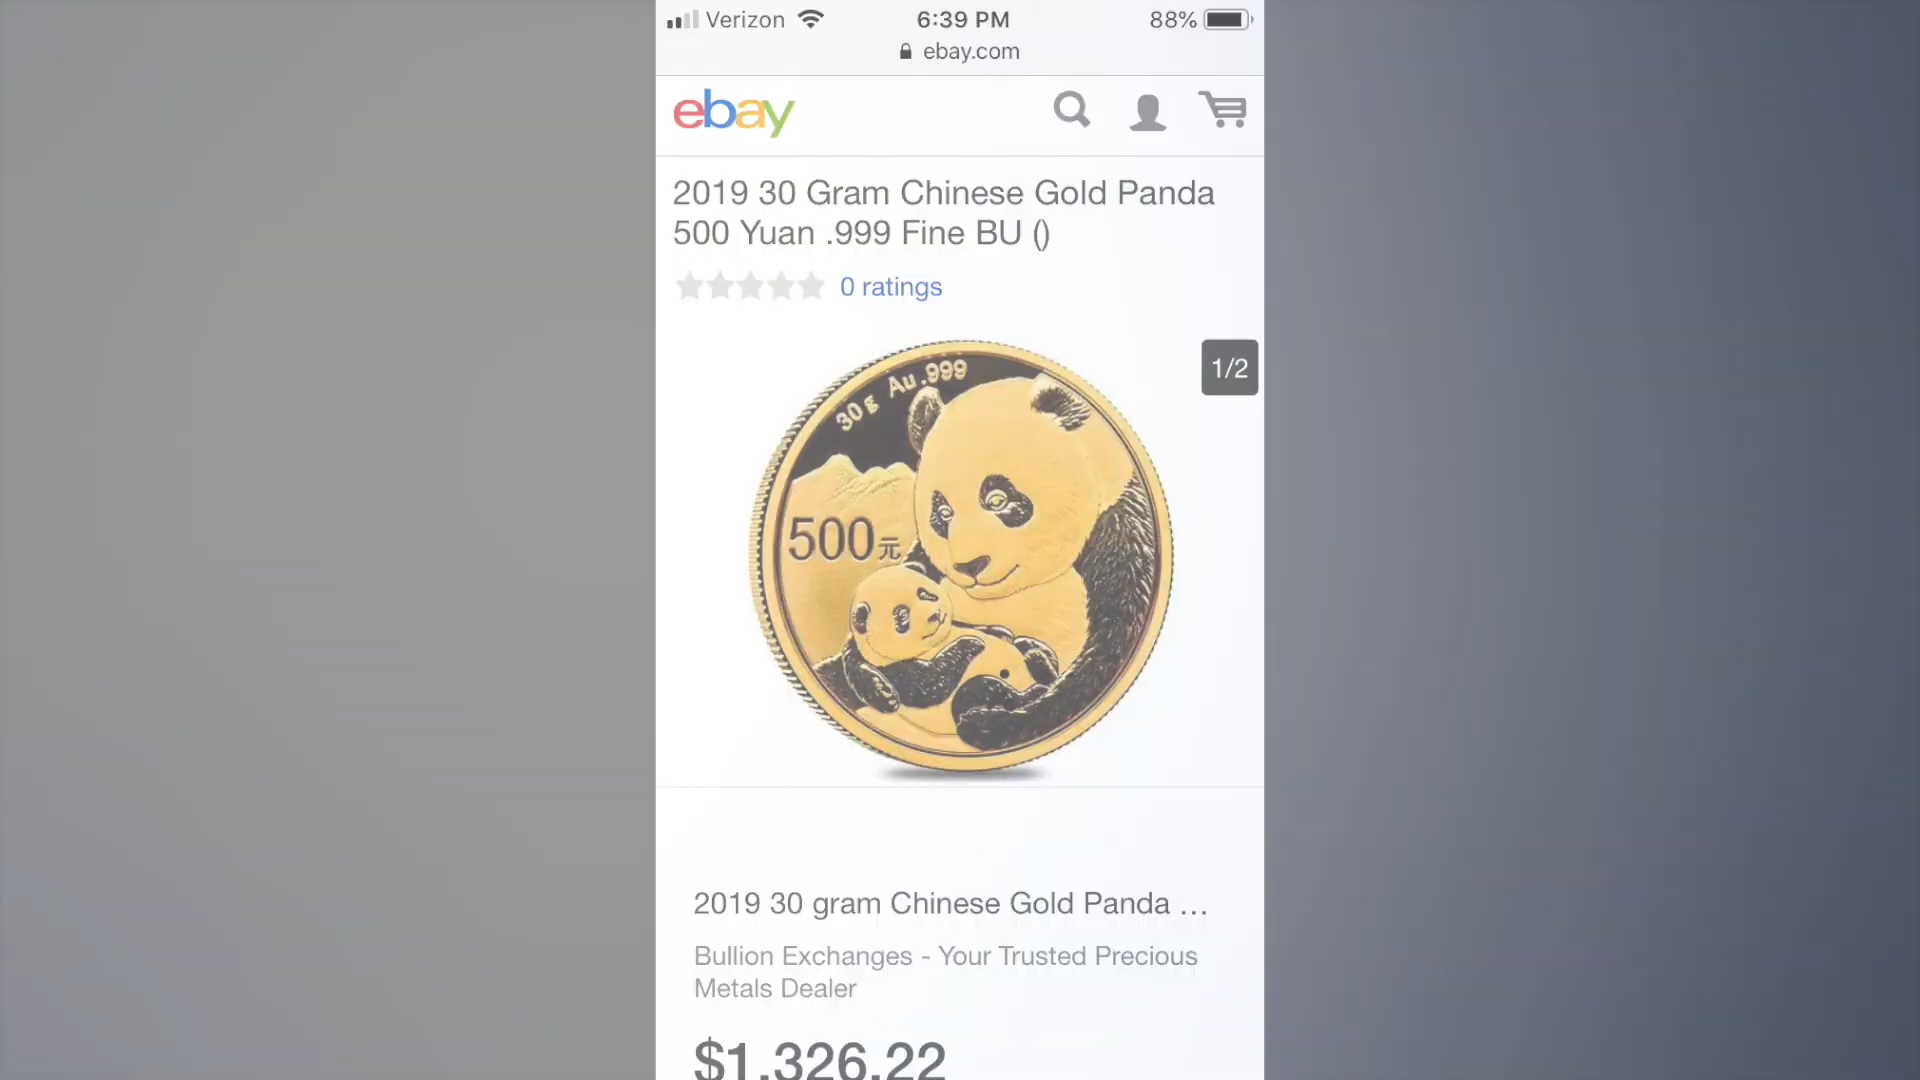 Verizon 6:39 PM 88%
ebay.com
ebay
2019 30 Gram Chinese Gold Panda
500 Yuan .999 Fine BU ()
0 ratings
1/2
30g Au .999
500元
2019 30 gram Chinese Gold Panda ...
Bullion Exchanges - Your Trusted Precious
Metals Dealer
$1,326.22